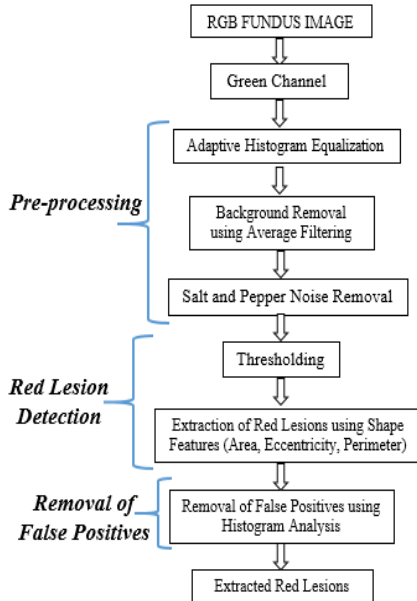 RGB FUNDUS IMAGE
Green Channel
Adaptive Histogram Equalization
Pre-processing
Background Removal
using Average Filtering
Salt and Pepper Noise Removal
Thresholding
Red Lesion
Detection
Extraction of Red Lesions using Shape
Features (Area, Eccentricity, Perimeter)
Removal of
False Positives
Removal of False Positives using
Histogram Analysis
Extracted Red Lesions